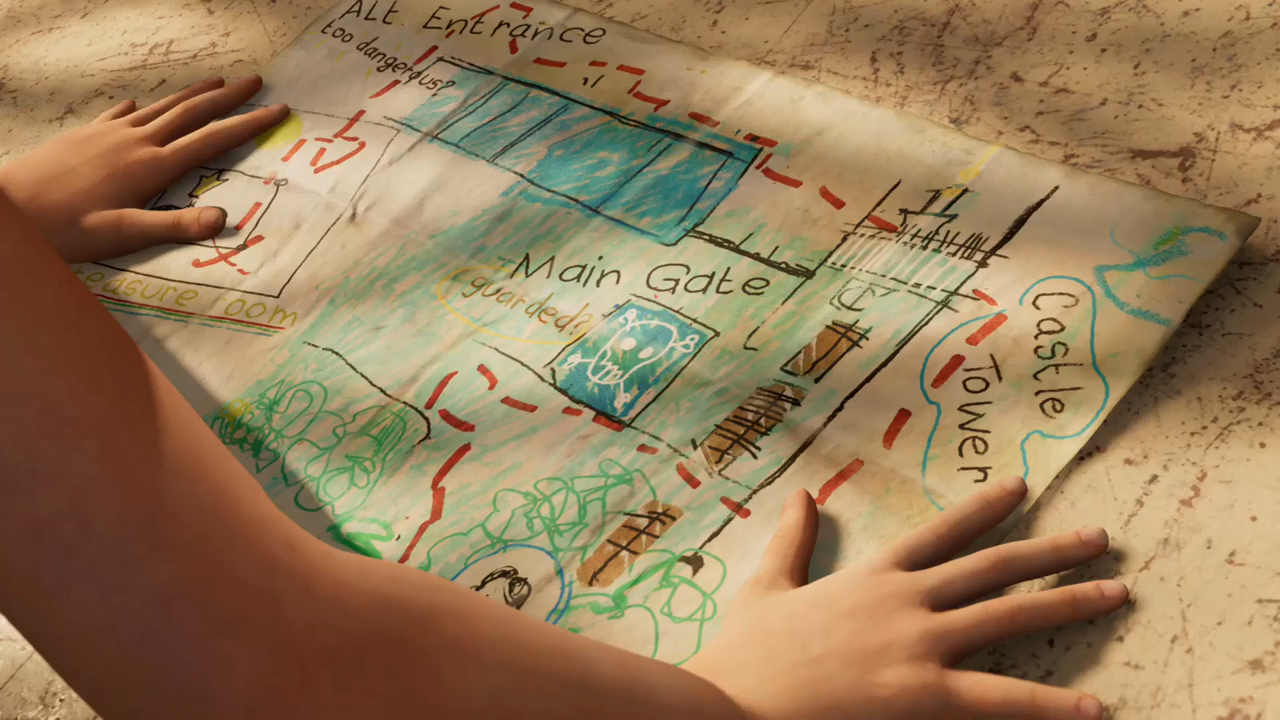 ALt. Entrance
too dangerous?
Main Gate
guarded?
easure room
Castle
Tower